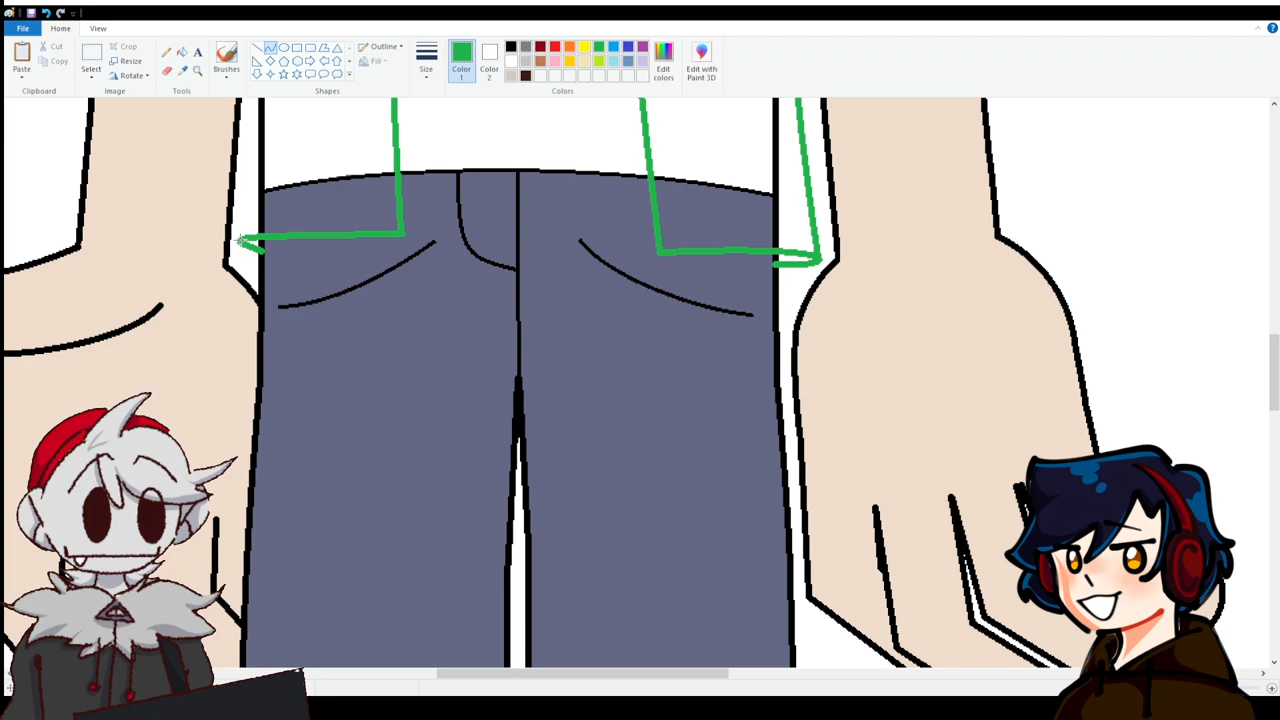 File Home View
Paste
Cut
Copy
Clipboard
Select
Crop
Resize
Rotate
Image
A
Tools
Brushes
Outline
Fill
Shapes
Size
Color 1
Color 2
Edit colors
Colors
Edit with Paint 3D